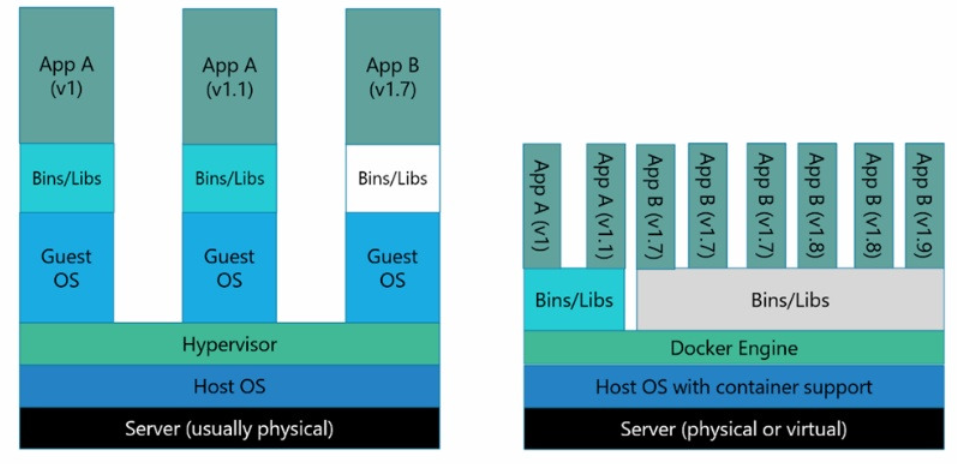 App A
(v1)
App A
(v1.1)
App B
(v1.7)
Bins/Libs
Bins/Libs
Bins/Libs
Guest
OS
Guest
OS
Guest
OS
Hypervisor
Host OS
Server (usually physical)
App A (v1)
App A (v1.1)
App B (v1.7)
App B (v1.7)
App B (v1.7)
App B (v1.8)
App B (v1.8)
App B (v1.9)
Bins/Libs
Bins/Libs
Docker Engine
Host OS with container support
Server (physical or virtual)